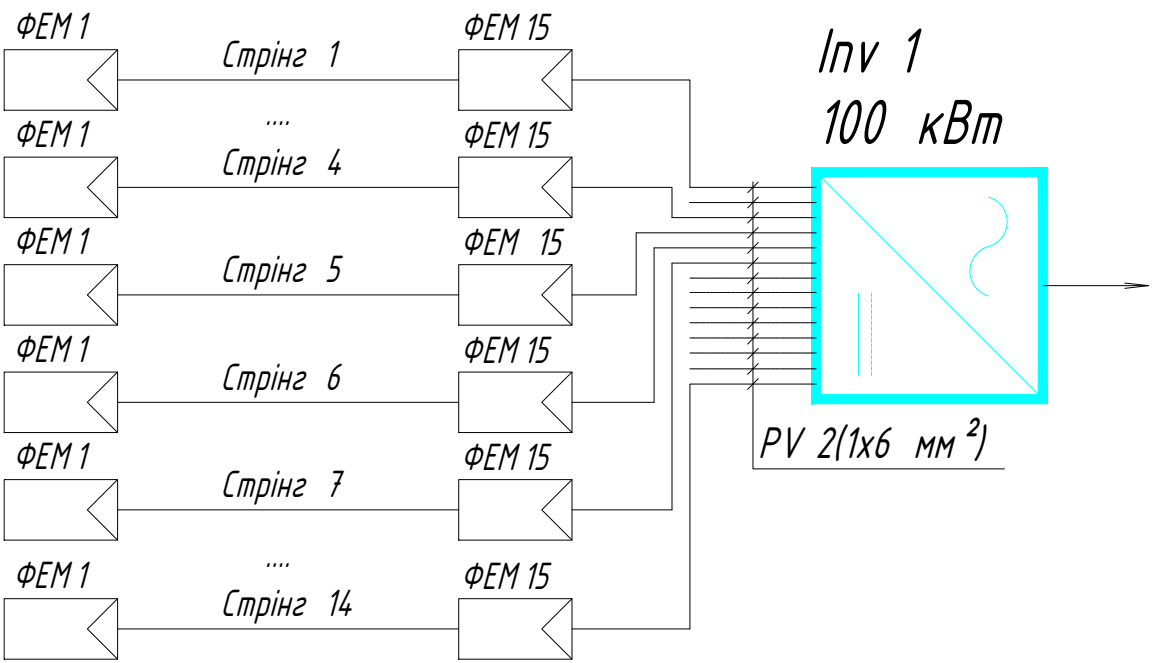 ФЕМ 1
Стрінг 1
ФЕМ 15
Inv 1
100 кВт
....
ФЕМ 1
Стрінг 4
ФЕМ 15
ФЕМ 1
Стрінг 5
ФЕМ 15
ФЕМ 1
Стрінг 6
ФЕМ 15
PV 2(1x6 мм²)
ФЕМ 1
Стрінг 7
ФЕМ 15
....
ФЕМ 1
Стрінг 14
ФЕМ 15